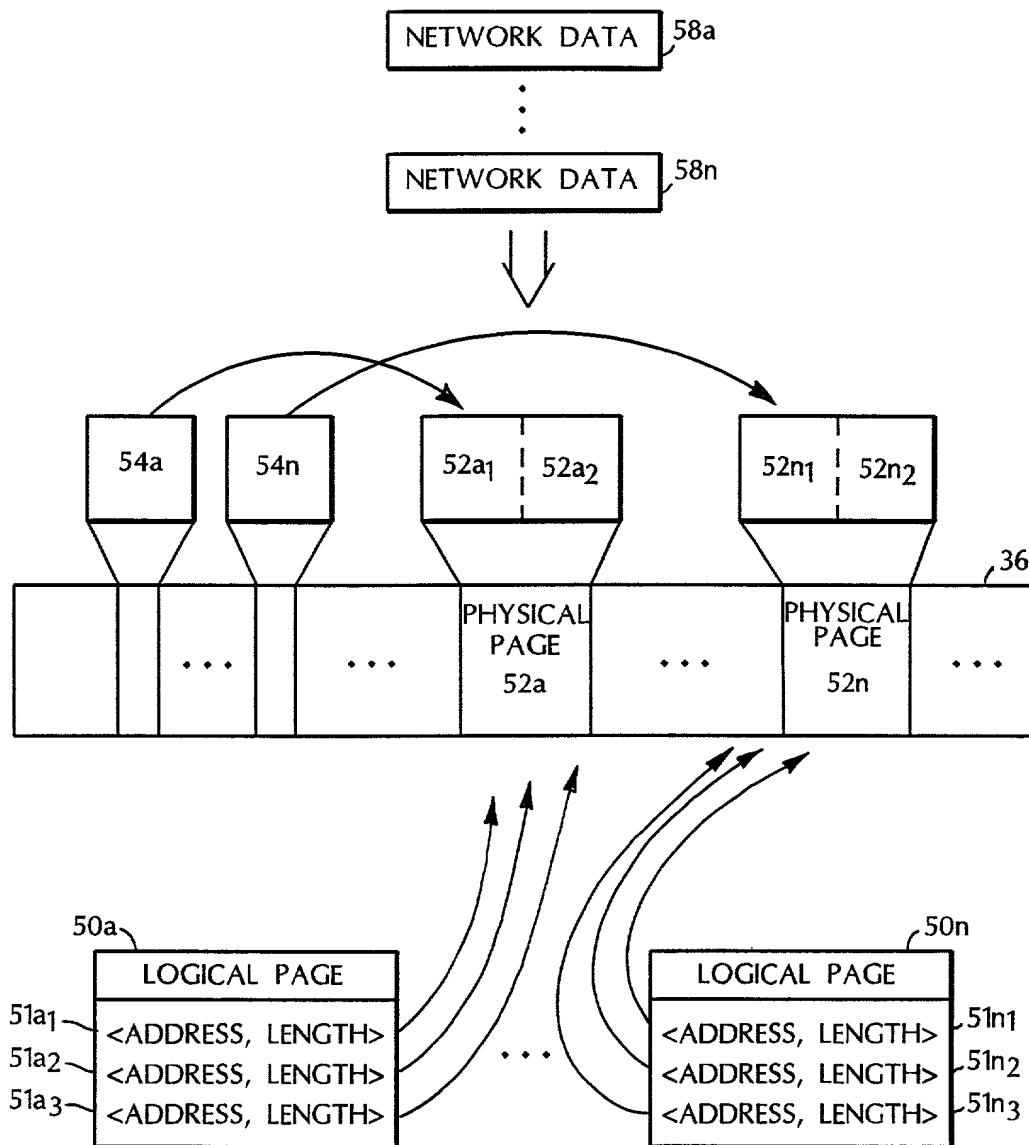 NETWORK DATA 58a
NETWORK DATA 58n
54a 54n 52a1 52a2 52n1 52n2
36
PHYSICAL PAGE 52a
PHYSICAL PAGE 52n
50a
LOGICAL PAGE
51a1 <ADDRESS, LENGTH>
51a2 <ADDRESS, LENGTH>
51a3 <ADDRESS, LENGTH>
50n
LOGICAL PAGE
<ADDRESS, LENGTH> 51n1
<ADDRESS, LENGTH> 51n2
<ADDRESS, LENGTH> 51n3